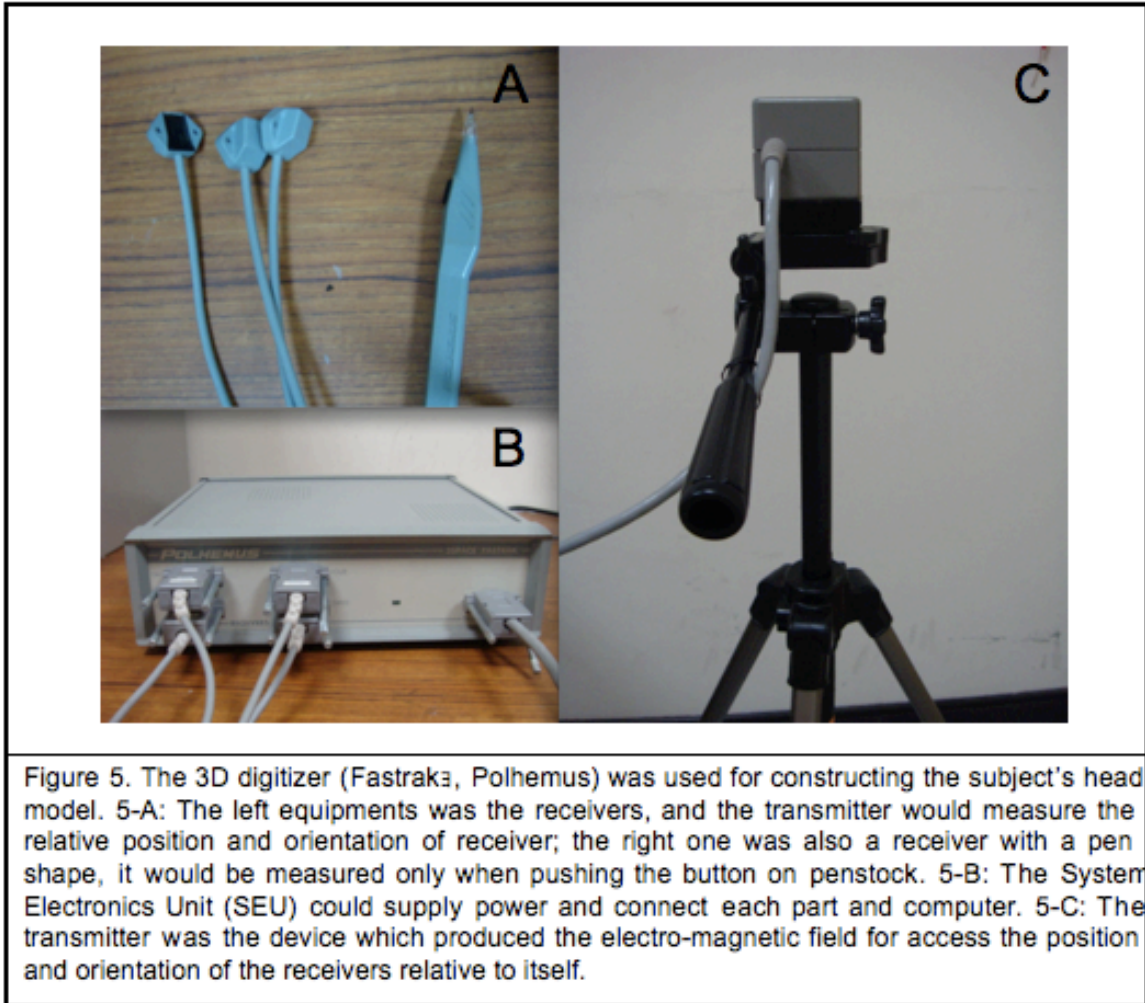 A
C
B
POLHEMUS
Figure 5. The 3D digitizer (Fastrakɜ, Polhemus) was used for constructing the subject's head
model. 5-A: The left equipments was the receivers, and the transmitter would measure the
relative position and orientation of receiver; the right one was also a receiver with a pen
shape, it would be measured only when pushing the button on penstock. 5-B: The System
Electronics Unit (SEU) could supply power and connect each part and computer. 5-C: The
transmitter was the device which produced the electro-magnetic field for access the position
and orientation of the receivers relative to itself.